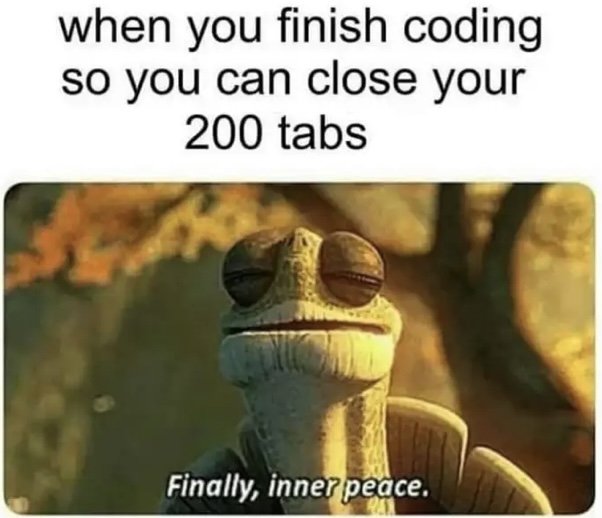 when you finish coding
so you can close your
200 tabs
Finally, inner peace.